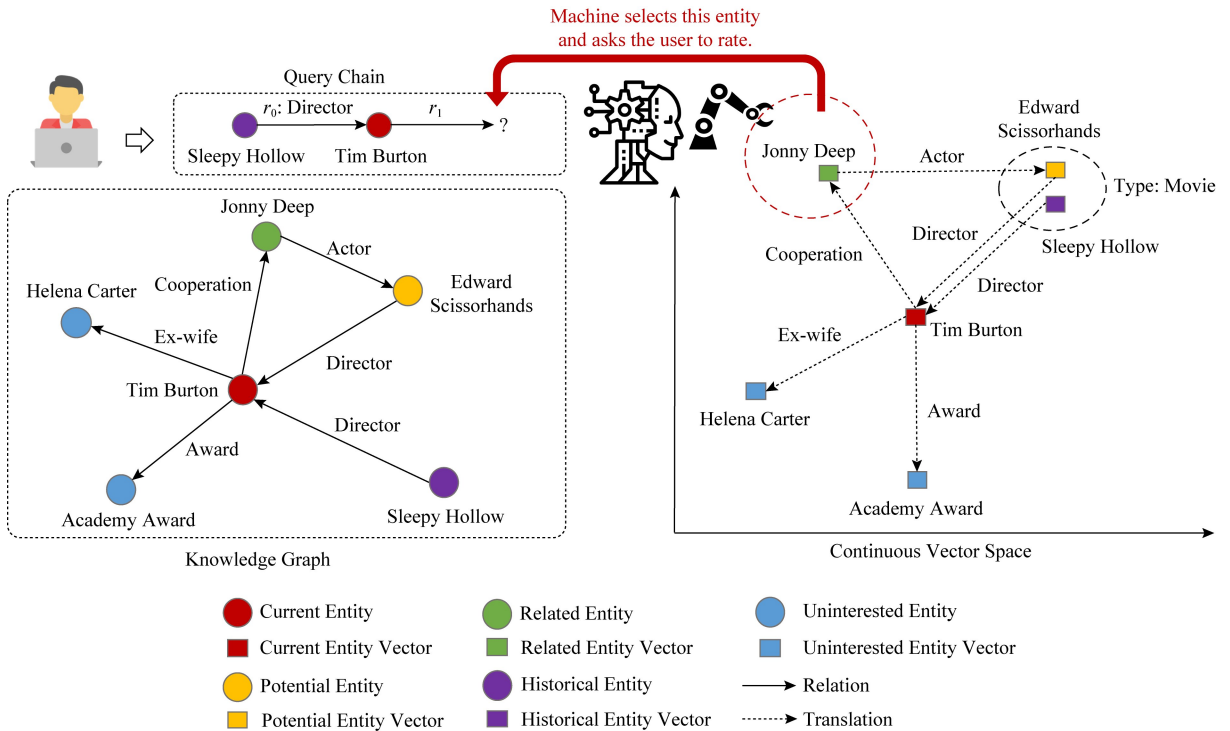 Machine selects this entity
and asks the user to rate.
Query Chain
r0: Director
r1
?
Sleepy Hollow
Tim Burton
Jonny Deep
Actor
Cooperation
Helena Carter
Edward
Scissorhands
Ex-wife
Director
Tim Burton
Director
Award
Academy Award
Sleepy Hollow
Knowledge Graph
Edward
Scissorhands
Jonny Deep
Actor
Type: Movie
Director
Sleepy Hollow
Cooperation
Director
Tim Burton
Ex-wife
Helena Carter
Award
Academy Award
Continuous Vector Space
Current Entity
Related Entity
Uninterested Entity
Current Entity Vector
Related Entity Vector
Uninterested Entity Vector
Potential Entity
Historical Entity
Relation
Potential Entity Vector
Historical Entity Vector
Translation